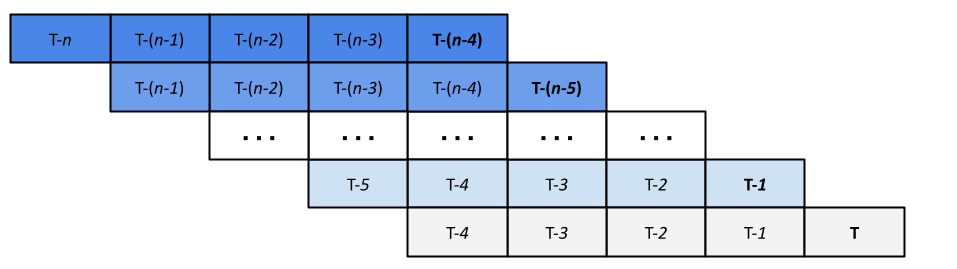 T-n T-(n-1) T-(n-2) T-(n-3) T-(n-4)
T-(n-1) T-(n-2) T-(n-3) T-(n-4) T-(n-5)
... ... ... ... ...
T-5 T-4 T-3 T-2 T-1
T-4 T-3 T-2 T-1 T